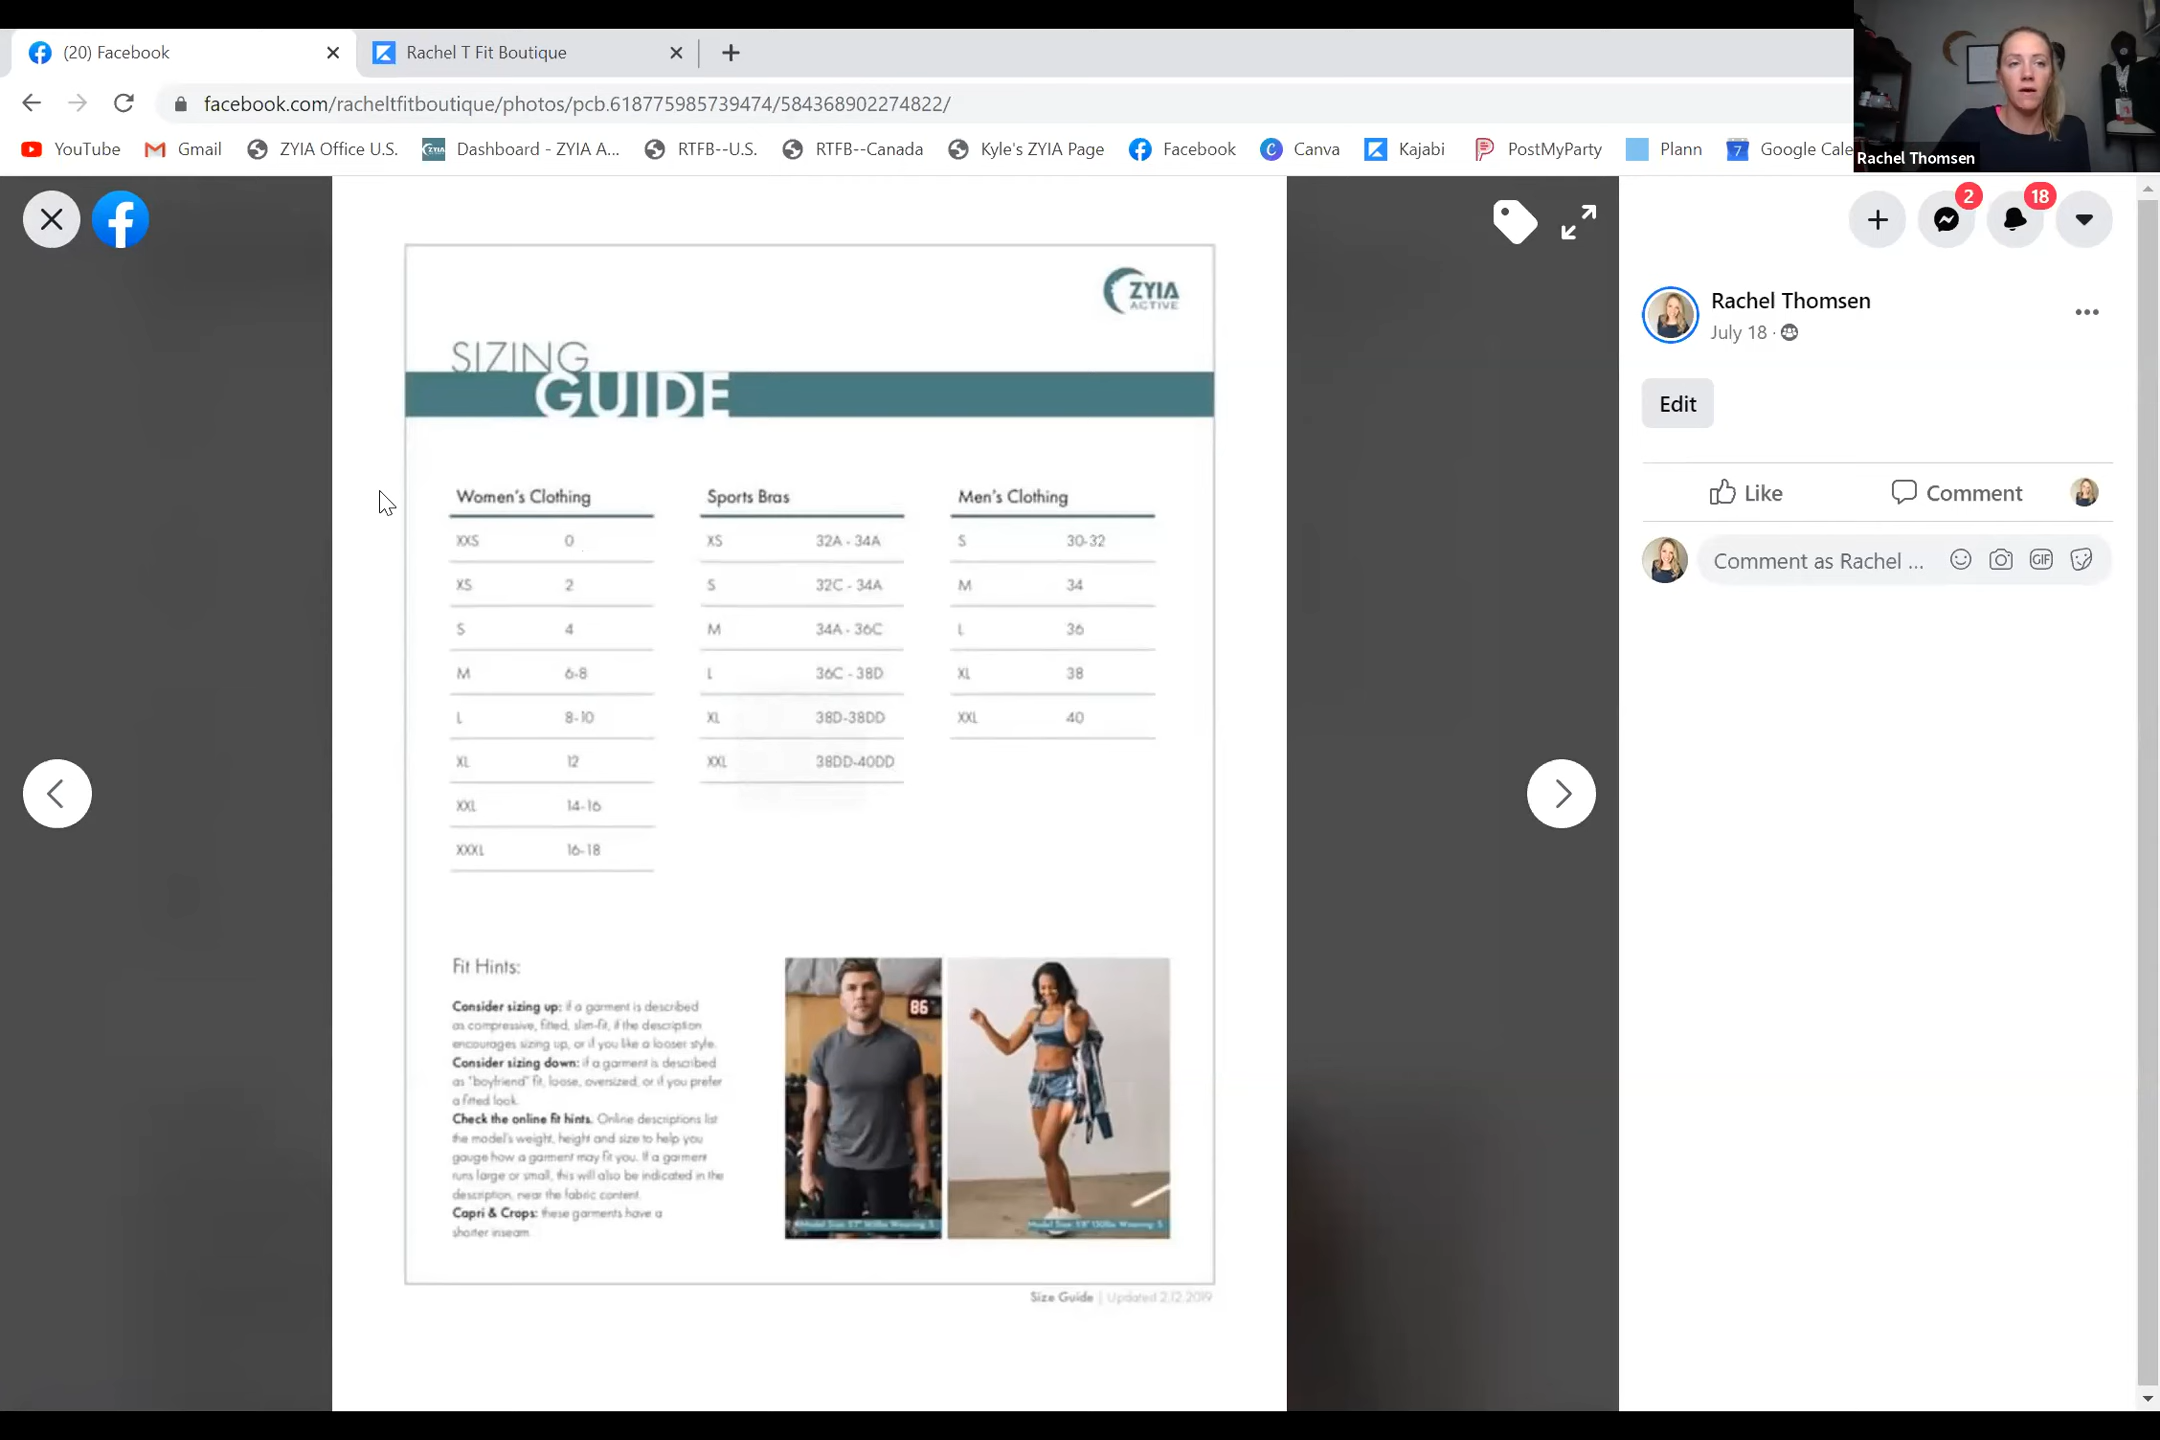 (20) Facebook
Rachel T Fit Boutique
facebook.com/racheltfitboutique/photos/pcb.618775985739474/584368902274822/
YouTube
Gmail
ZYIA Office U.S.
Dashboard - ZYIA A...
RTFB--U.S.
RTFB--Canada
Kyle's ZYIA Page
Facebook
Canva
Kajabi
PostMyParty
Plann
7
Google Cale
Rachel Thomsen
2
18
Rachel Thomsen
July 18 ·
Edit
Like
Comment
Comment as Rachel ...
GIF
ZYIA
ACTIVE
SIZING
GUIDE
Women's Clothing
XXS 0
XS 2
S 4
M 6-8
L 8-10
XL 12
XXL 14-16
XXXL 16-18
Sports Bras
XS 32A - 34A
S 32C - 34A
M 34A - 36C
L 36C - 38D
XL 38D-38DD
XXL 38DD-40DD
Men's Clothing
S 30-32
M 34
L 36
XL 38
XXL 40
Fit Hints:
Consider sizing up: if a garment is described
as compressive, fitted, slim-fit, if the description
encourages sizing up, or if you like a looser style.
Consider sizing down: if a garment is described
as "boyfriend" fit, loose, oversized, or if you prefer
a fitted look.
Check the online fit hints. Online descriptions list
the model's weight, height and size to help you
gauge how a garment may fit you. If a garment
runs large or small, this will also be indicated in the
description, near the fabric content.
Capri & Crops: these garments have a
shorter inseam
86
Size Guide | Updated 2.12.2019